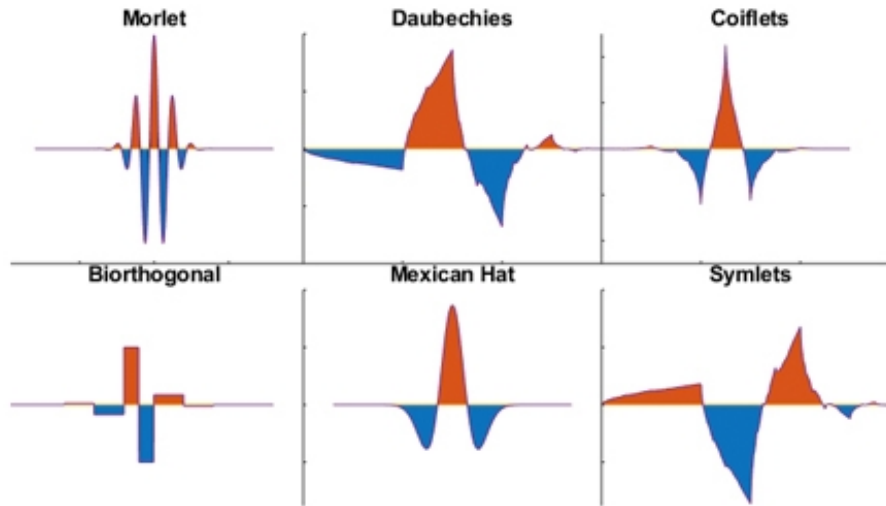 Morlet
Daubechies
Coiflets
Biorthogonal
Mexican Hat
Symlets